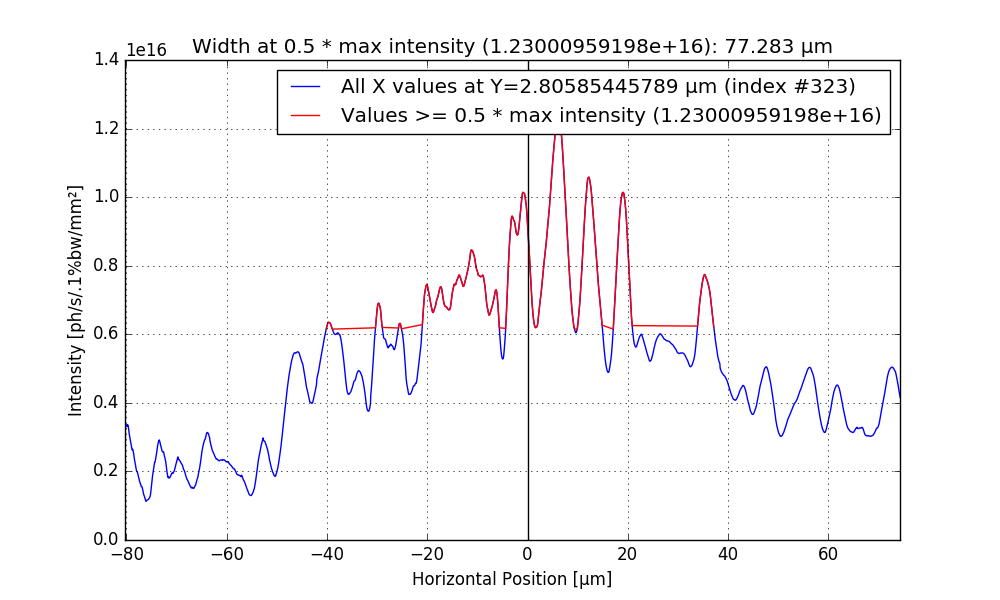 Width at 0.5 * max intensity (1.23000959198e+16): 77.283 µm
1e16
All X values at Y=2.80585445789 µm (index #323)
Values >= 0.5 * max intensity (1.23000959198e+16)
1.4
1.2
1.0
0.8
0.6
0.4
0.2
0.0
Intensity [ph/s/.1%bw/mm²]
−80 −60 −40 −20 0 20 40 60
Horizontal Position [µm]